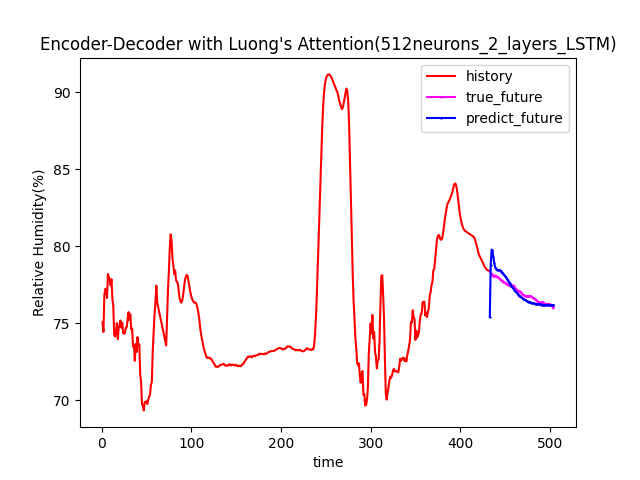 Encoder-Decoder with Luong's Attention(512neurons_2_layers_LSTM)
history
true_future
predict_future
Relative Humidity(%)
90
85
80
75
70
0
100
200
300
400
500
time